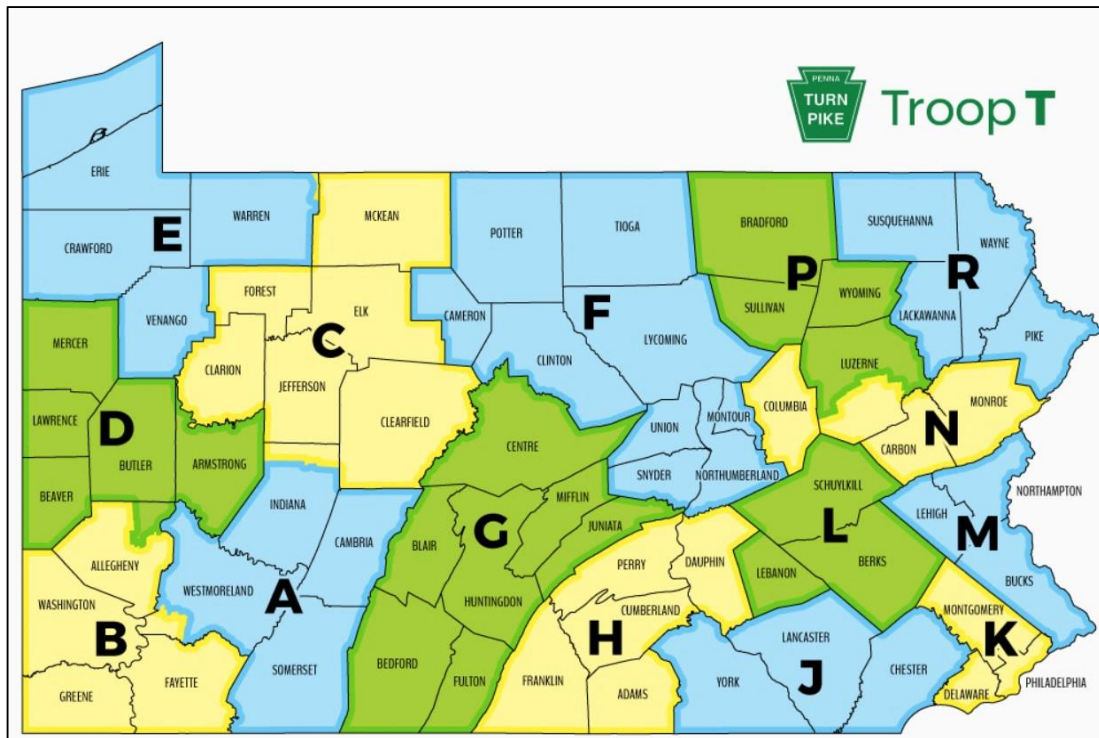 PENNA
TURN
PIKE
Troop T
ERIE
CRAWFORD
E
WARREN
MCKEAN
POTTER
TIOGA
BRADFORD
SUSQUEHANNA
WAYNE
P
R
SULLIVAN
WYOMING
LACKAWANNA
PIKE
FOREST
ELK
CAMERON
F
LYCOMING
VENANGO
C
CLINTON
LUZERNE
MERCER
CLARION
JEFFERSON
CLEARFIELD
COLUMBIA
MONROE
N
CARBON
LAWRENCE
D
BUTLER
ARMSTRONG
CENTRE
UNION
MONTOUR
SNYDER
NORTHUMBERLAND
BEAVER
INDIANA
MIFFLIN
SCHUYLKILL
NORTHAMPTON
LEHIGH
M
ALLEGHENY
CAMBRIA
BLAIR
G
JUNIATA
L
DAUPHIN
PERRY
LEBANON
BERKS
BUCKS
WASHINGTON
WESTMORELAND
A
HUNTINGDON
CUMBERLAND
MONTGOMERY
B
H
K
LANCASTER
J
SOMERSET
BEDFORD
FULTON
FRANKLIN
ADAMS
YORK
CHESTER
DELAWARE
PHILADELPHIA
GREENE
FAYETTE